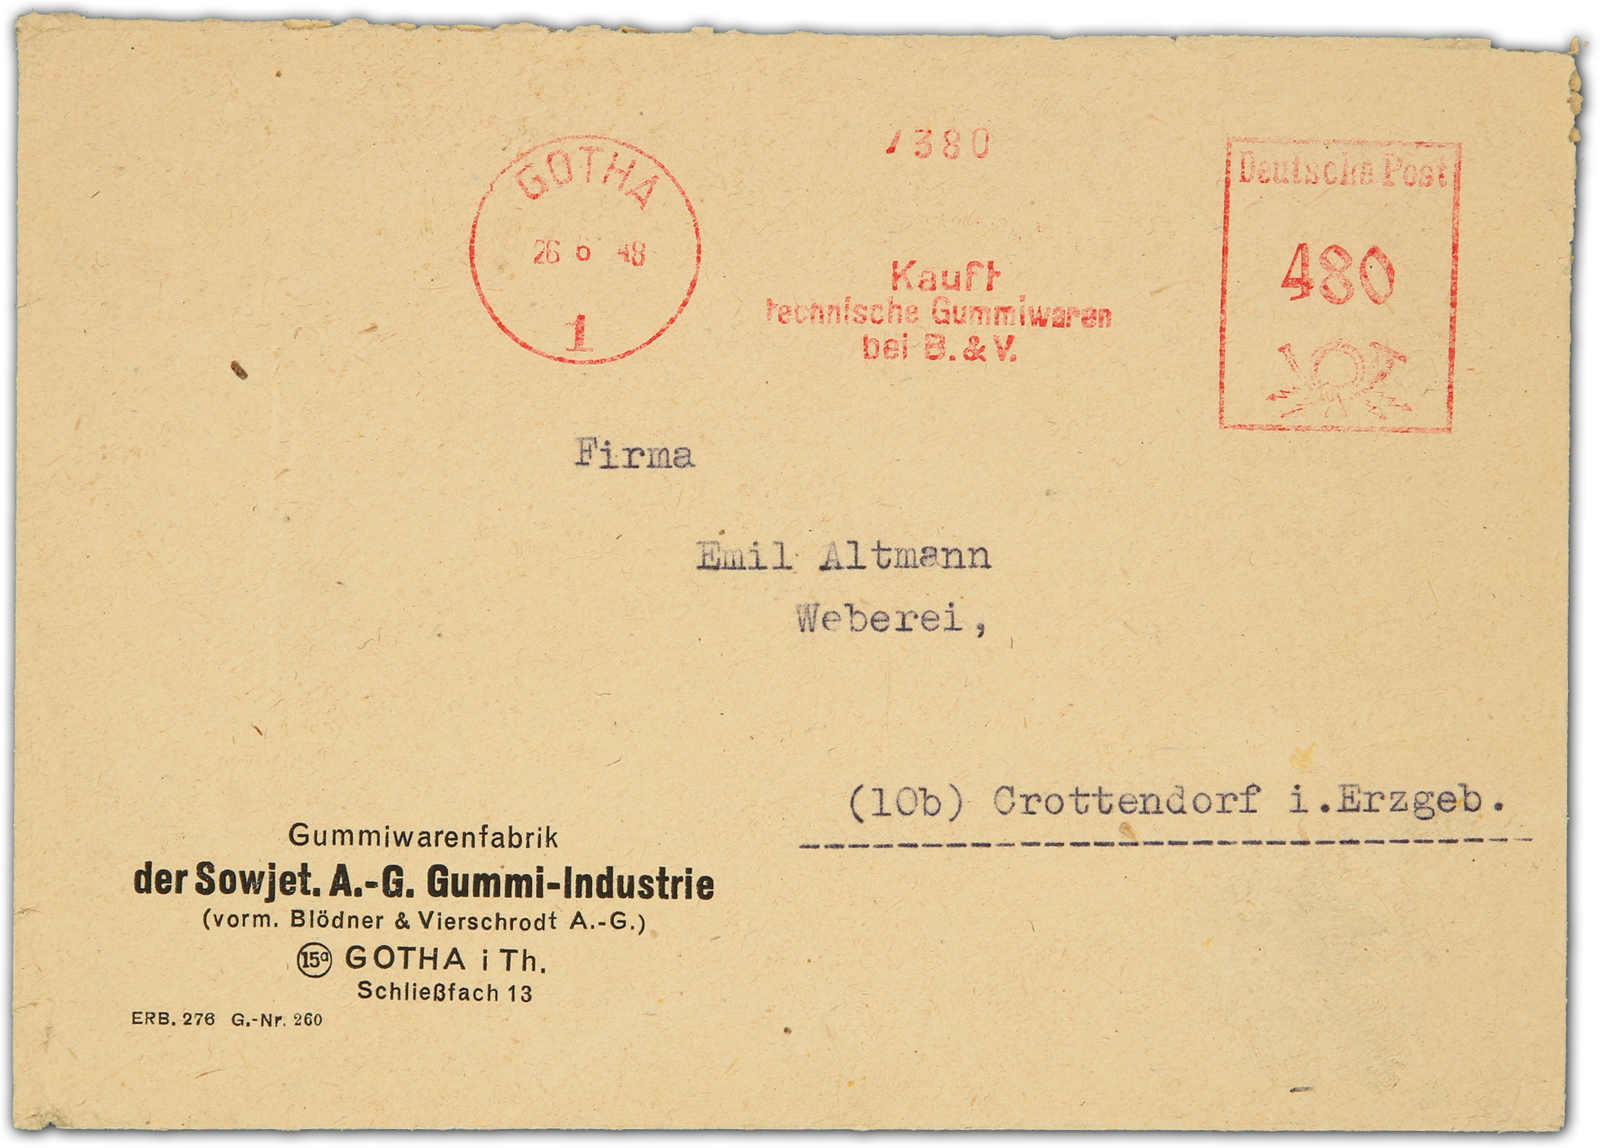 GOTHA
26 6 48
1
380
Kauft
technische Gummiwaren
bei B. & V.
Deutsche Post
480
Firma
Emil Altmann
Weberei,
(10b) Crottendorf i.Erzgeb.
Gummiwarenfabrik
der Sowjet. A.-G. Gummi-Industrie
(vorm. Blödner & Vierschrodt A.-G.)
15a GOTHA i Th.
Schließfach 13
ERB. 276 G.-Nr. 260